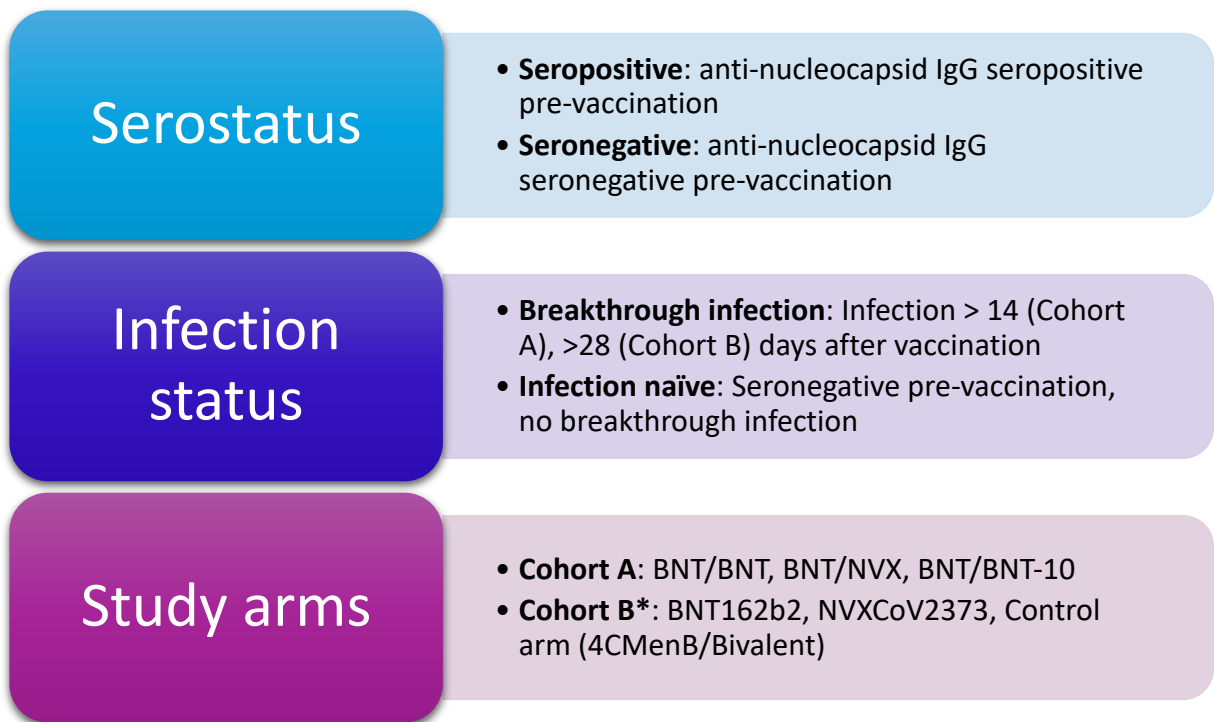 Serostatus
• Seropositive: anti-nucleocapsid IgG seropositive
pre-vaccination
• Seronegative: anti-nucleocapsid IgG
seronegative pre-vaccination
Infection
status
• Breakthrough infection: Infection > 14 (Cohort
A), >28 (Cohort B) days after vaccination
• Infection naïve: Seronegative pre-vaccination,
no breakthrough infection
Study arms
• Cohort A: BNT/BNT, BNT/NVX, BNT/BNT-10
• Cohort B*: BNT162b2, NVXCoV2373, Control
arm (4CMenB/Bivalent)